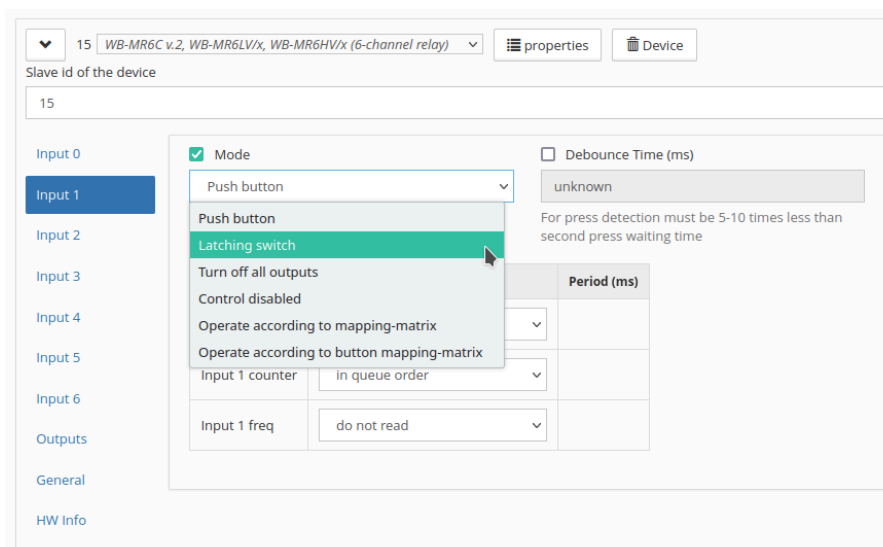 15 WB-MR6C v.2, WB-MR6LV/x, WB-MR6HV/x (6-channel relay) properties Device
Slave id of the device
15
Input 0
Input 1
Input 2
Input 3
Input 4
Input 5
Input 6
Outputs
General
HW Info
Mode
Push button
Push button
Latching switch
Turn off all outputs
Control disabled
Operate according to mapping-matrix
Operate according to button mapping-matrix
Debounce Time (ms)
unknown
For press detection must be 5-10 times less than
second press waiting time
Period (ms)
Input 1 counter in queue order
Input 1 freq do not read